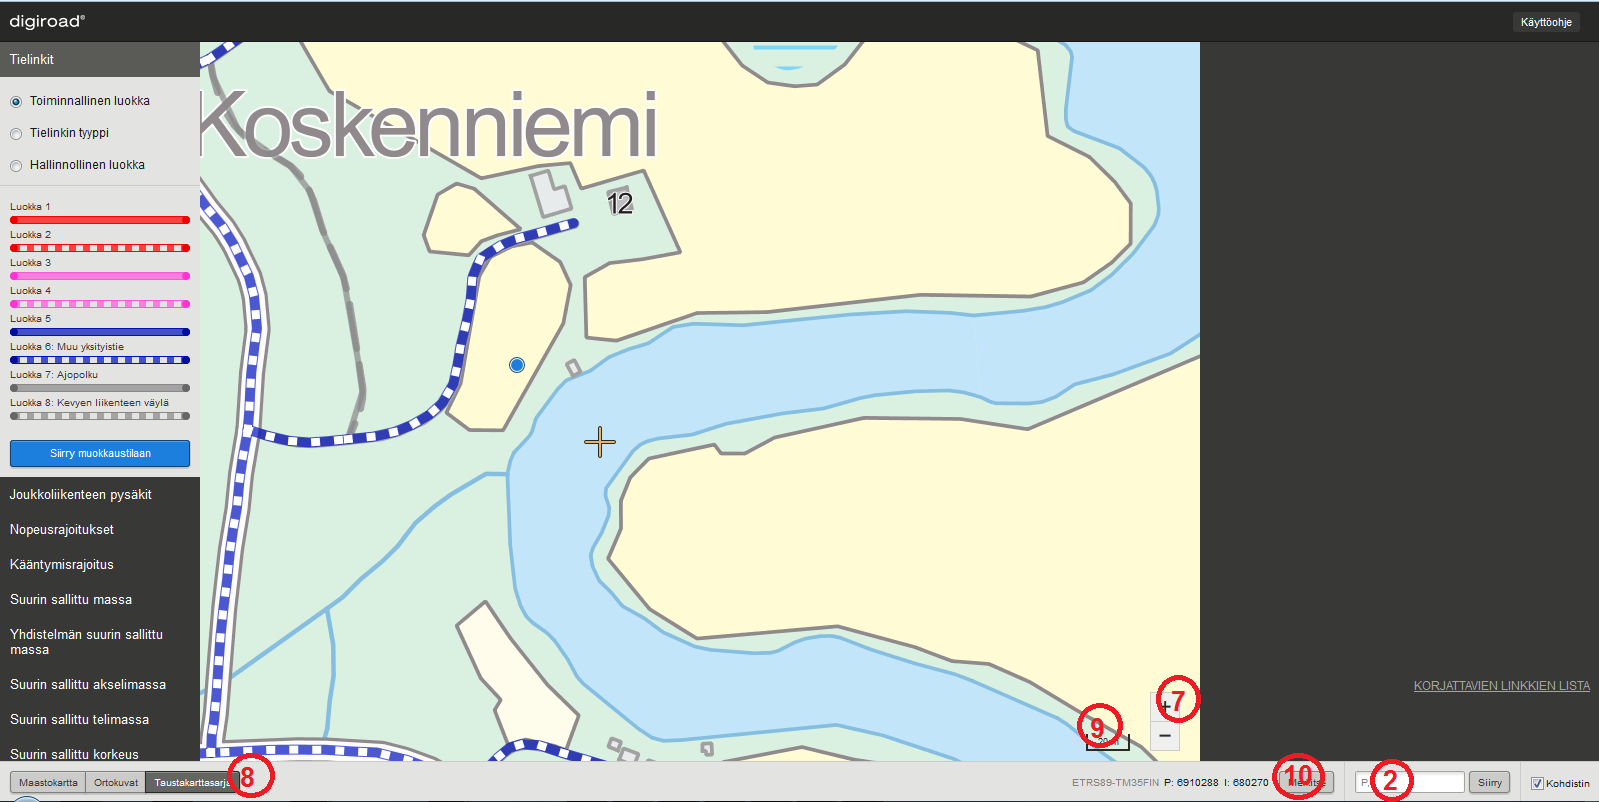 digiroad®
Käyttöohje
Tielinkit
Toiminnallinen luokka
Tielinkin tyyppi
Hallinnollinen luokka
Luokka 1
Luokka 2
Luokka 3
Luokka 4
Luokka 5
Luokka 6: Muu yksityistie
Luokka 7: Ajopolku
Luokka 8: Kevyen liikenteen väylä
Siirry muokkaustilaan
Joukkoliikenteen pysäkit
Nopeusrajoitukset
Kääntymisrajoitus
Suurin sallittu massa
Yhdistelmän suurin sallittu
massa
Suurin sallittu akselimassa
Suurin sallittu telimassa
Suurin sallittu korkeus
Koskenniemi
12
KORJATTAVIEN LINKKIEN LISTA
+
7
9
−
Maastokartta
Ortokuvat
Taustakarttasarja
8
ETRS89-TM35FIN P: 6910288 I: 680270
10
2
Siirry
Kohdistin